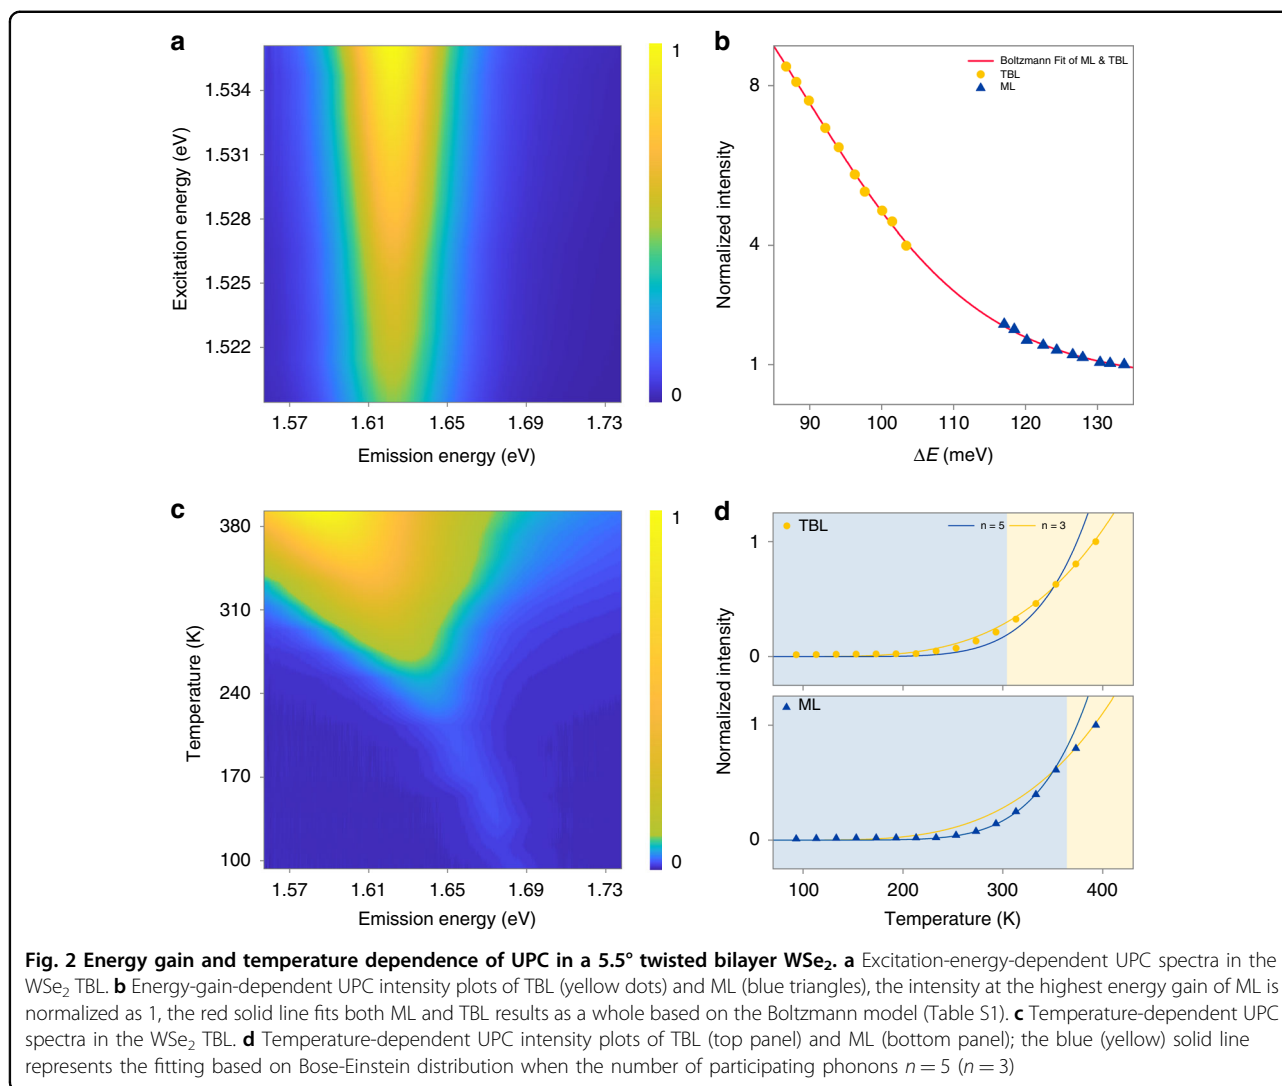 a
1.534
1.531
1.528
1.525
1.522
Excitation energy (eV)
1.57 1.61 1.65 1.69 1.73
Emission energy (eV)
1
0
b
Boltzmann Fit of ML & TBL
TBL
ML
8
4
1
Normalized intensity
90 100 110 120 130
ΔE (meV)
c
380
310
240
170
100
Temperature (K)
1.57 1.61 1.65 1.69 1.73
Emission energy (eV)
1
0
d
TBL
n = 5 n = 3
1
0
ML
1
0
Normalized intensity
100 200 300 400
Temperature (K)
Fig. 2 Energy gain and temperature dependence of UPC in a 5.5° twisted bilayer WSe₂. a Excitation-energy-dependent UPC spectra in the
WSe₂ TBL. b Energy-gain-dependent UPC intensity plots of TBL (yellow dots) and ML (blue triangles), the intensity at the highest energy gain of ML is
normalized as 1, the red solid line fits both ML and TBL results as a whole based on the Boltzmann model (Table S1). c Temperature-dependent UPC
spectra in the WSe₂ TBL. d Temperature-dependent UPC intensity plots of TBL (top panel) and ML (bottom panel); the blue (yellow) solid line
represents the fitting based on Bose-Einstein distribution when the number of participating phonons n = 5 (n = 3)